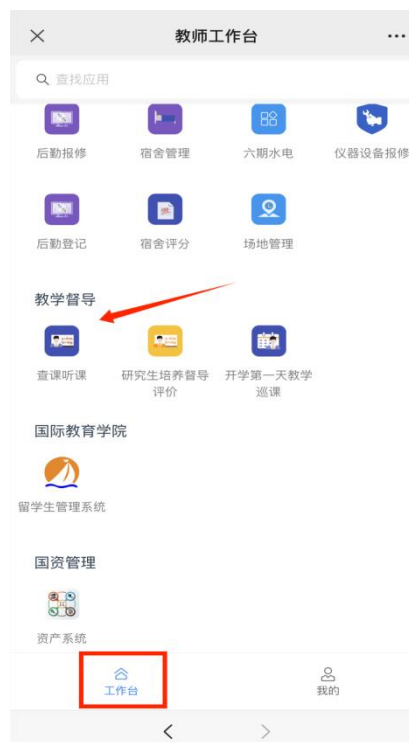 教师工作台
查找应用
后勤报修 宿舍管理 六期水电 仪器设备报修
后勤登记 宿舍评分 场地管理
教学督导
查课听课 研究生培养督导评价 开学第一天教学巡课
国际教育学院
留学生管理系统
国资管理
资产系统
工作台 我的